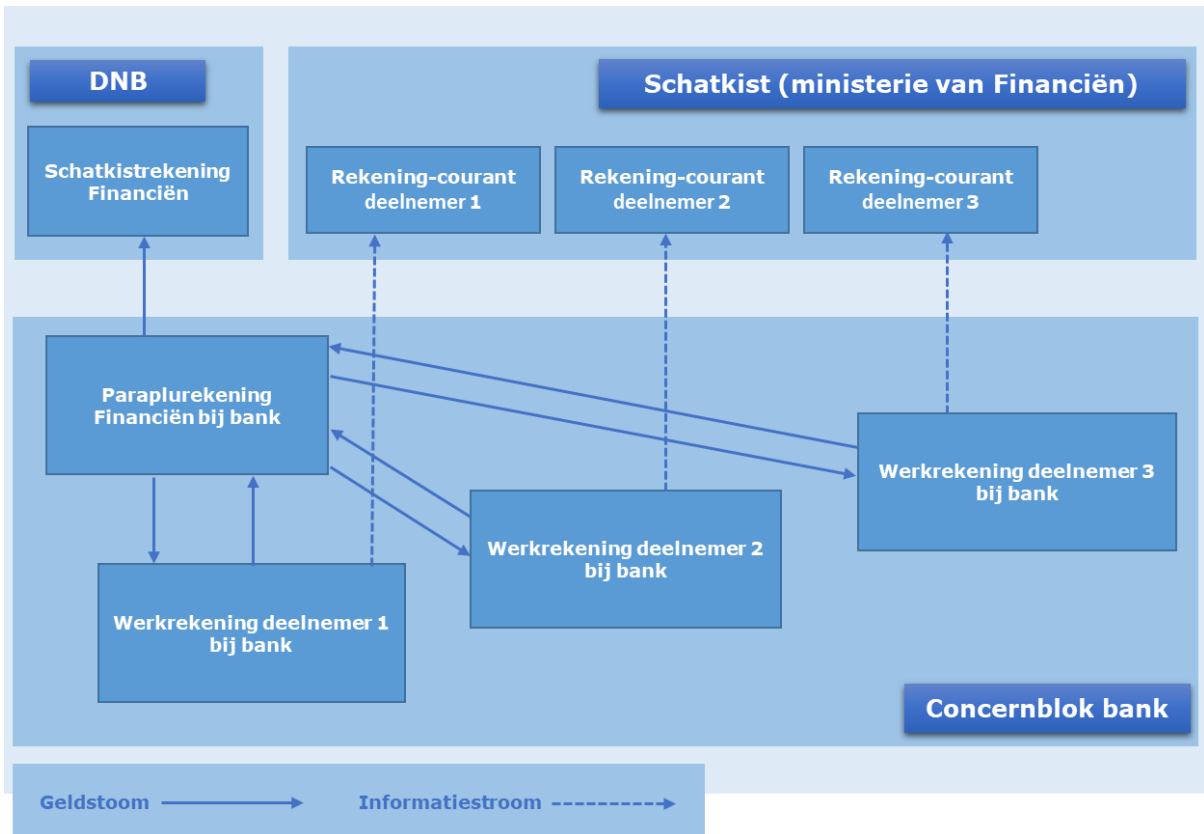 DNB
Schatkist (ministerie van Financiën)
Schatkistrekening
Financiën
Rekening-courant
deelnemer 1
Rekening-courant
deelnemer 2
Rekening-courant
deelnemer 3
Paraplurekening
Financiën bij bank
Werkrekening deelnemer 3
bij bank
Werkrekening deelnemer 2
bij bank
Werkrekening deelnemer 1
bij bank
Concernblok bank
Geldstoom
Informatiestroom